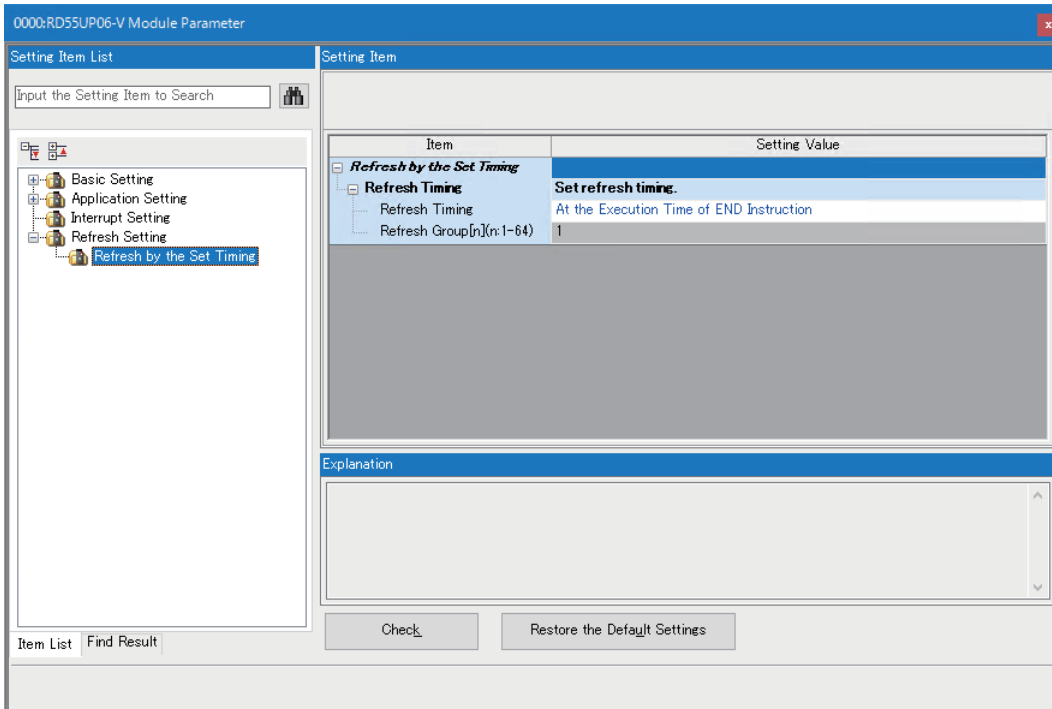 0000:RD55UP06-V Module Parameter
x
Setting Item List
Input the Setting Item to Search
Basic Setting
Application Setting
Interrupt Setting
Refresh Setting
Refresh by the Set Timing
Item List
Find Result
Setting Item
Item Setting Value
Refresh by the Set Timing
Refresh Timing Set refresh timing.
Refresh Timing At the Execution Time of END Instruction
Refresh Group[n](n:1-64) 1
Explanation
Check
Restore the Default Settings